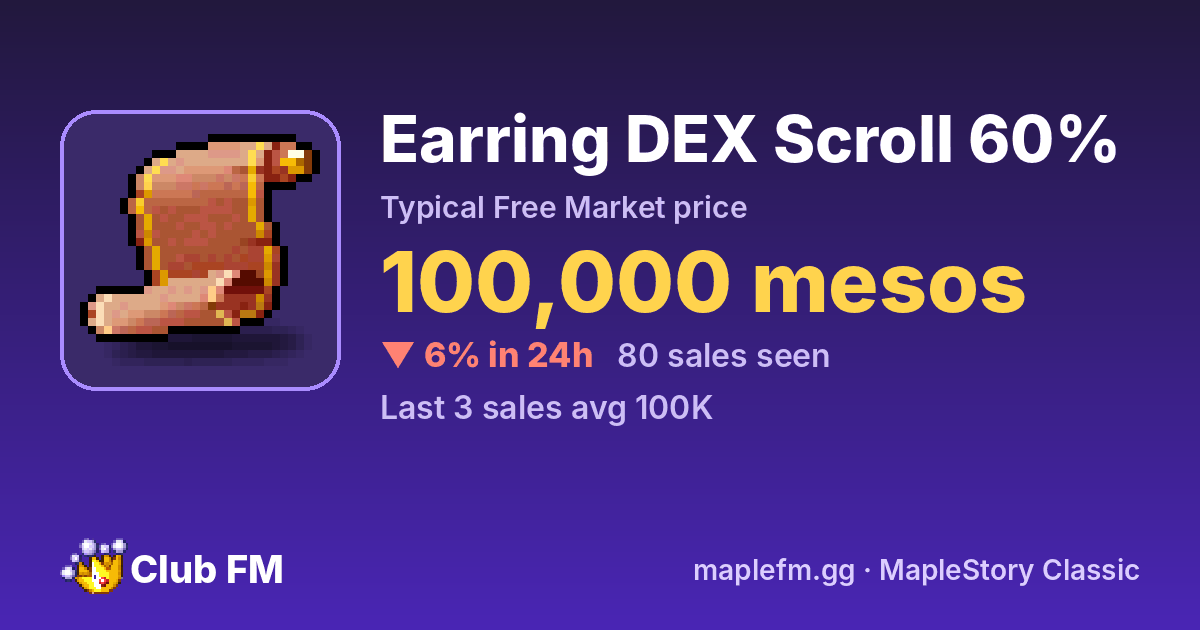 Earring DEX Scroll 60%
Typical Free Market price
100,000 mesos
▼ 6% in 24h 80 sales seen
Last 3 sales avg 100K
Club FM
maplefm.gg · MapleStory Classic